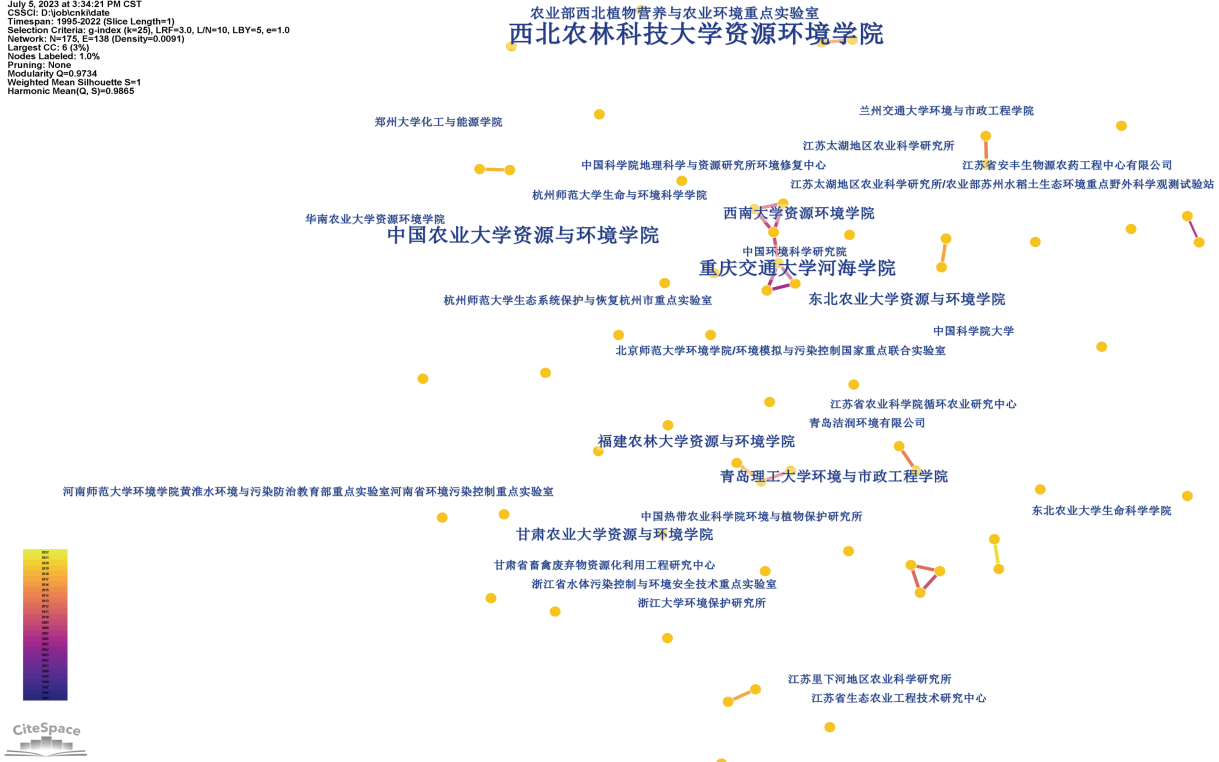 July 5, 2023 at 3:34:21 PM CST
CSSCI: D:\job\cnki\date
Timespan: 1995-2022 (Slice Length=1)
Selection Criteria: g-index (k=25), LRF=3.0, L/N=10, LBY=5, e=1.0
Network: N=175, E=138 (Density=0.0091)
Largest CC: 6 (3%)
Nodes Labeled: 1.0%
Pruning: None
Modularity Q=0.9734
Weighted Mean Silhouette S=1
Harmonic Mean(Q, S)=0.9865
农业部西北植物营养与农业环境重点实验室
西北农林科技大学资源环境学院
兰州交通大学环境与市政工程学院
郑州大学化工与能源学院
江苏太湖地区农业科学研究所
中国科学院地理科学与资源研究所环境修复中心
江苏省安丰生物源农药工程中心有限公司
江苏太湖地区农业科学研究所/农业部苏州水稻土生态环境重点野外科学观测试验站
杭州师范大学生命与环境科学学院
西南大学资源环境学院
华南农业大学资源环境学院
中国农业大学资源与环境学院
中国环境科学研究院
重庆交通大学河海学院
杭州师范大学生态系统保护与恢复杭州市重点实验室
东北农业大学资源与环境学院
中国科学院大学
北京师范大学环境学院/环境模拟与污染控制国家重点联合实验室
江苏省农业科学院循环农业研究中心
青岛洁润环境有限公司
福建农林大学资源与环境学院
青岛理工大学环境与市政工程学院
河南师范大学环境学院黄淮水环境与污染防治教育部重点实验室河南省环境污染控制重点实验室
东北农业大学生命科学学院
中国热带农业科学院环境与植物保护研究所
甘肃农业大学资源与环境学院
甘肃省畜禽废弃物资源化利用工程研究中心
浙江省水体污染控制与环境安全技术重点实验室
浙江大学环境保护研究所
江苏里下河地区农业科学研究所
江苏省生态农业工程技术研究中心
CiteSpace